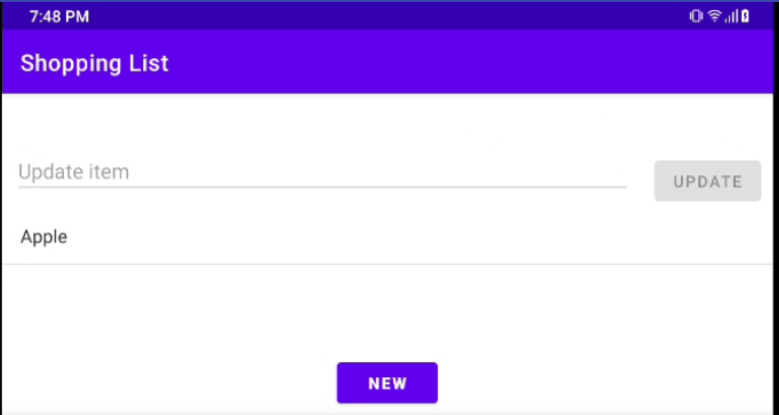 7:48 PM
Shopping List
Update item
UPDATE
Apple
NEW